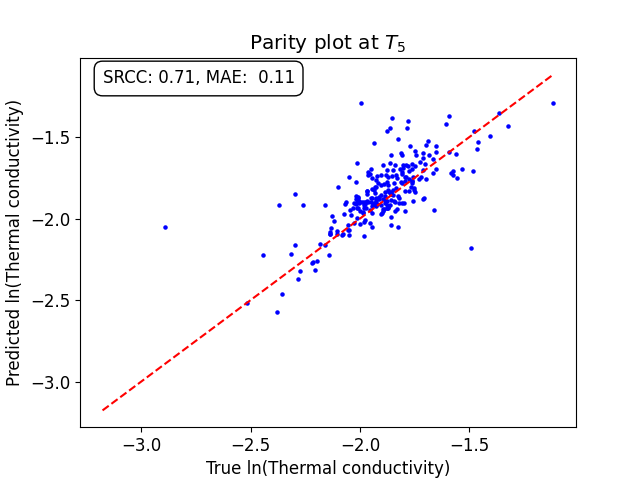 Parity plot at T₅
SRCC: 0.71, MAE:  0.11
Predicted ln(Thermal conductivity)
−1.5
−2.0
−2.5
−3.0
−3.0 −2.5 −2.0 −1.5
True ln(Thermal conductivity)